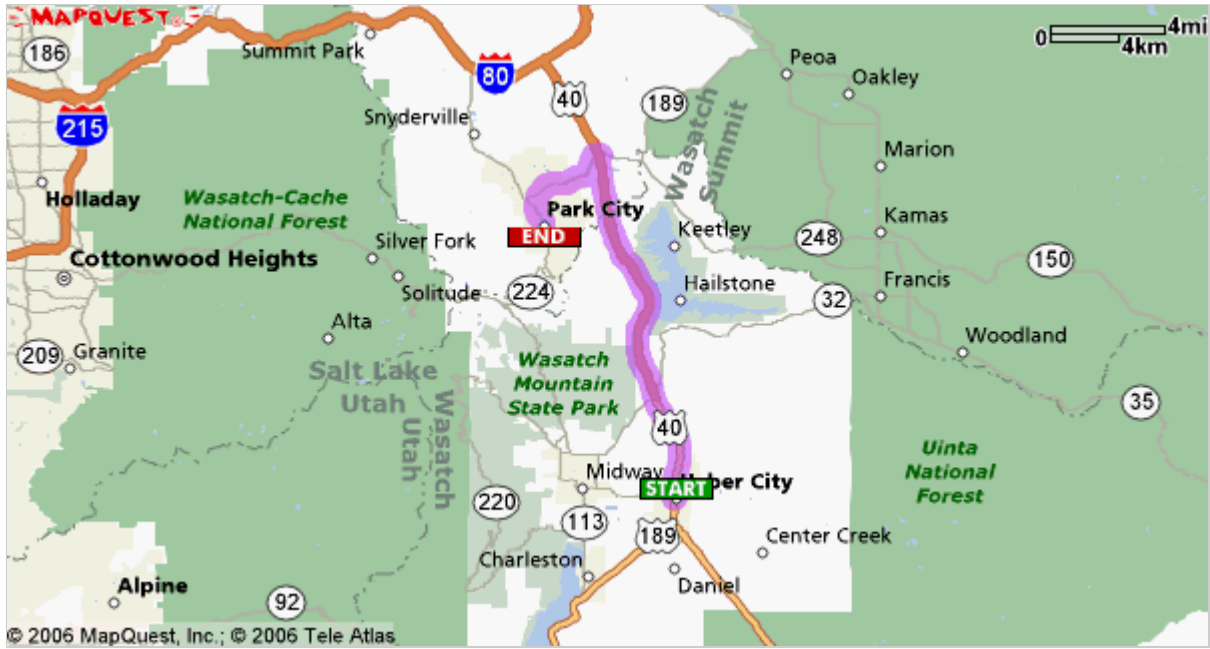 MAPQUEST
186
Summit Park
80
40
189
Peoa
Oakley
0
4mi
4km
215
Snyderville
Wasatch
Summit
Marion
Holladay
Wasatch-Cache
National Forest
Park City
END
Kamas
Keetley
248
150
Silver Fork
Cottonwood Heights
Solitude
224
Hailstone
32
Francis
Alta
Woodland
209
Granite
Salt Lake
Utah
Utah
Wasatch
Wasatch
Mountain
State Park
35
40
Uinta
National
Forest
Midway
START
ber City
220
113
189
Center Creek
Charleston
Daniel
Alpine
92
© 2006 MapQuest, Inc.; © 2006 Tele Atlas